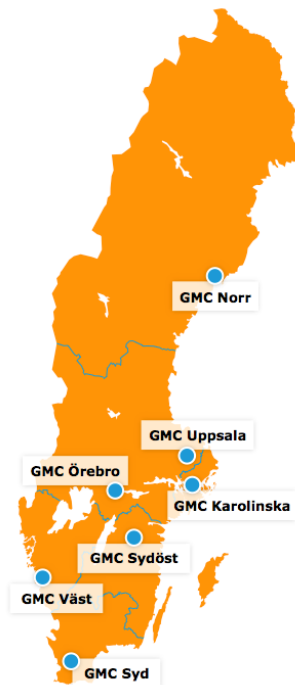 GMC Norr
GMC Uppsala
GMC Örebro
GMC Karolinska
GMC Sydöst
GMC Väst
GMC Syd